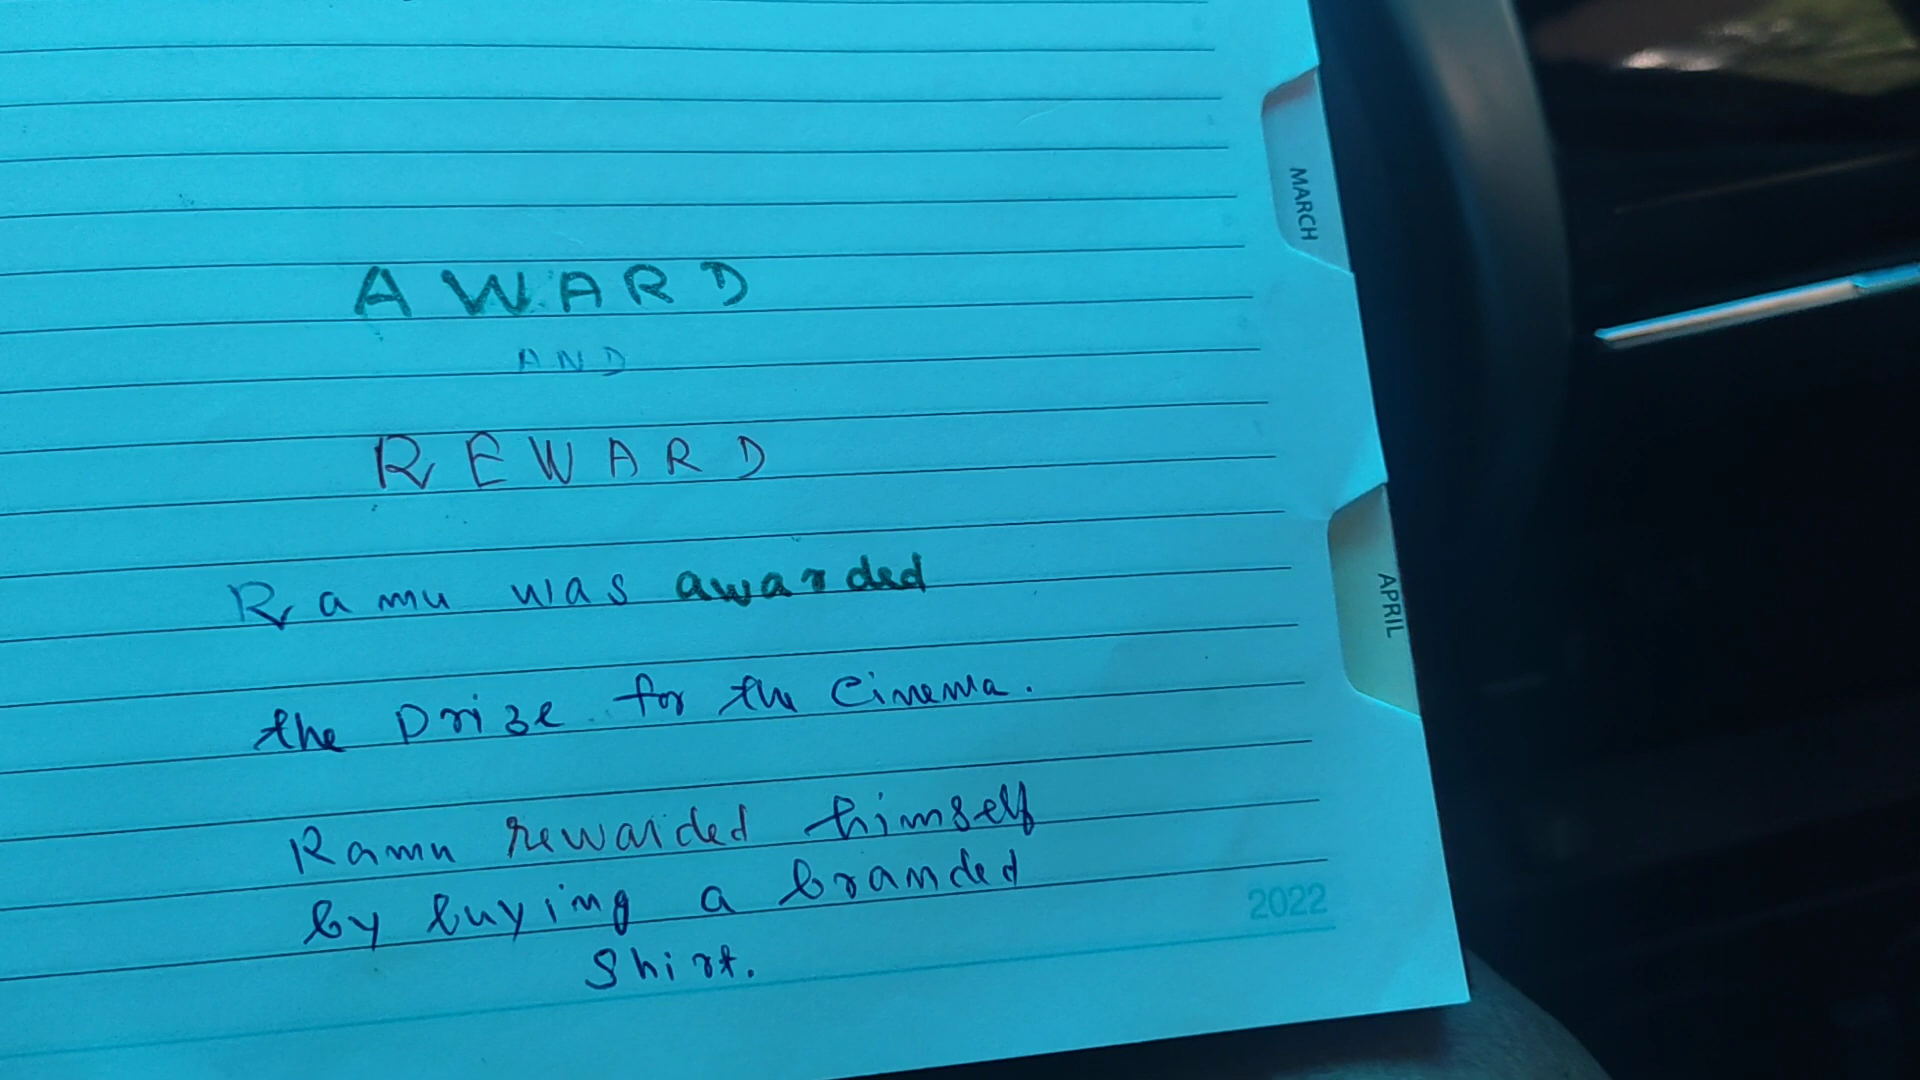 MARCH
AWARD
AND
REWARD
APRIL
Ramu was awarded
the prize for the Cinema.
Ramu rewarded himself
by buying a branded
Shirt.
2022